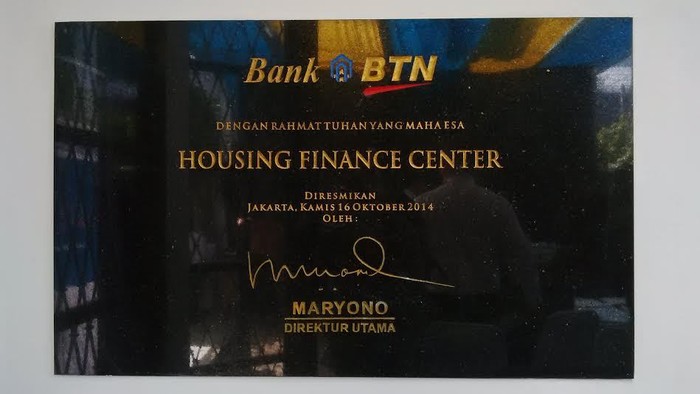 Bank BTN
DENGAN RAHMAT TUHAN YANG MAHA ESA
HOUSING FINANCE CENTER
DIRESMIKAN
JAKARTA, KAMIS 16 OKTOBER 2014
OLEH :
MARYONO
DIREKTUR UTAMA